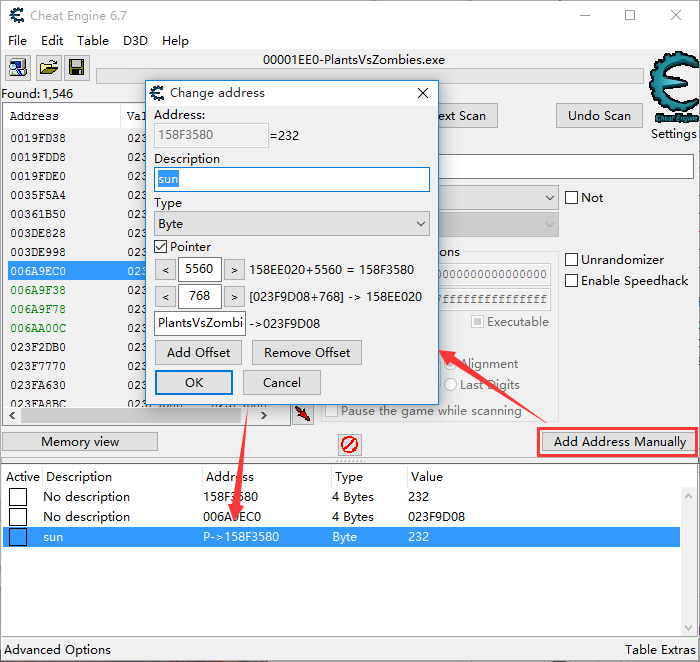 Cheat Engine 6.7
File Edit Table D3D Help
00001EE0-PlantsVsZombies.exe
Found: 1,546
Address Val
0019FD38 023
0019FDD8 023
0019FDE0 023
0035F5A4 023
00361B50 023
003DE828 023
003DE998 023
006A9EC0 023
006A9F38 023
006A9F78 023
006AA00C 023
023F2DB0 023
023F7770 023
023FA630 023
023FA8BC
ext Scan
Undo Scan
Cheat Engine
Settings
Not
ons
Unrandomizer
0000000000000
Enable Speedhack
7fffffffffffff
Executable
Alignment
Last Digits
Pause the game while scanning
Change address
Address:
158F3580 =232
Description
sun
Type
Byte
Pointer
< 5560 > 158EE020+5560 = 158F3580
< 768 > [023F9D08+768] -> 158EE020
PlantsVsZombi ->023F9D08
Add Offset Remove Offset
OK Cancel
Memory view
Add Address Manually
Active Description Address Type Value
No description 158F3580 4 Bytes 232
No description 006A9EC0 4 Bytes 023F9D08
sun P->158F3580 Byte 232
Advanced Options
Table Extras